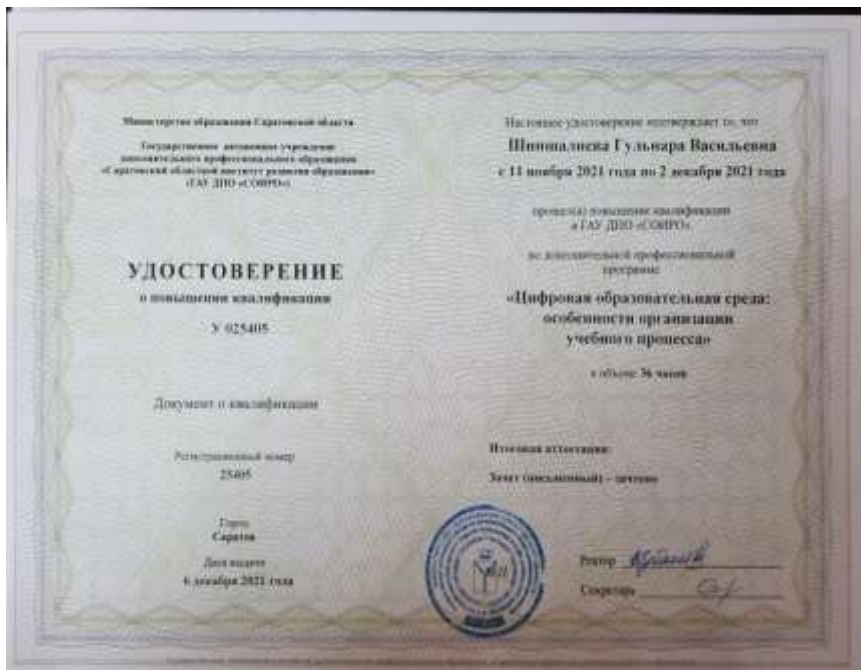 Министерство образования Саратовской области
Государственное автономное учреждение
дополнительного профессионального образования
«Саратовский областной институт развития образования»
(ГАУ ДПО «СОИРО»)
УДОСТОВЕРЕНИЕ
о повышении квалификации
У 025405
Документ о квалификации
Регистрационный номер
25405
Город
Саратов
Дата выдачи
6 декабря 2021 года
Настоящее удостоверение подтверждает то, что
Гульнара Васильевна
с 11 ноября 2021 года по 2 декабря 2021 года
прошел(а) повышение квалификации
в ГАУ ДПО «СОИРО»
по дополнительной профессиональной
программе
«Цифровая образовательная среда:
особенности организации
учебного процесса»
в объеме 36 часов
Итоговая аттестация:
Зачет (письменный) – зачтено
Ректор
Секретарь